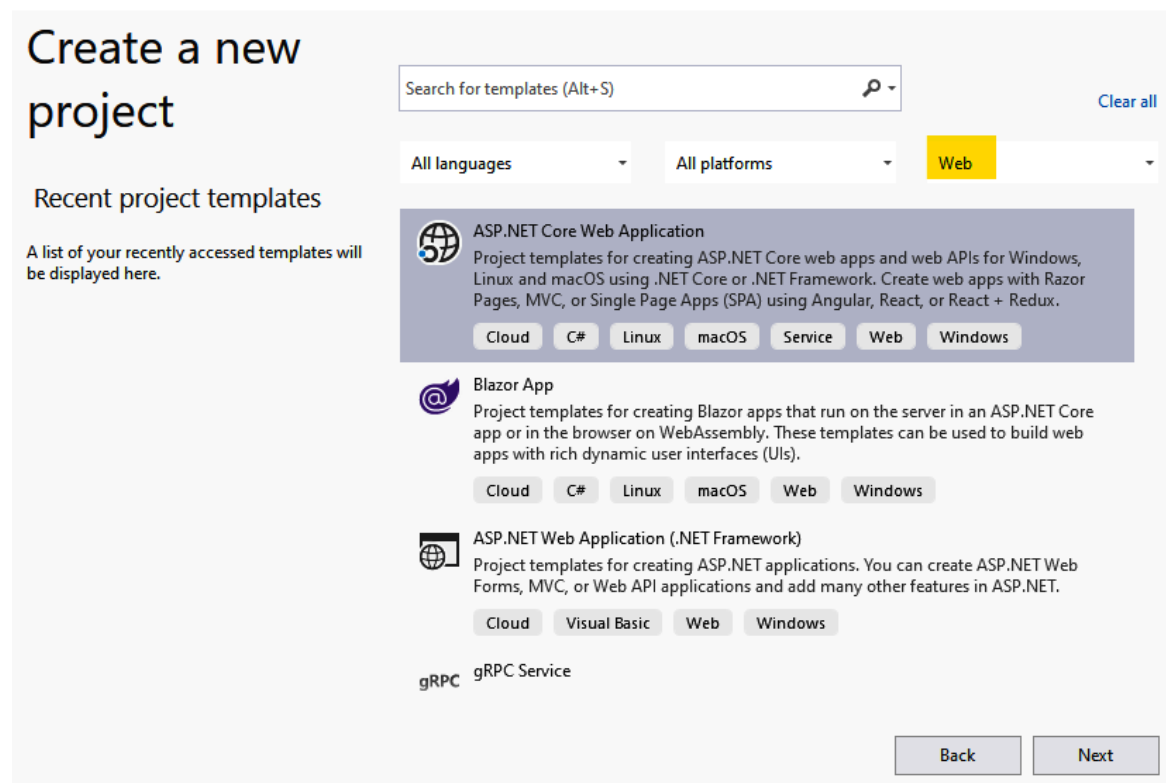 Create a new
project
Search for templates (Alt+S)
Clear all
All languages
All platforms
Web
Recent project templates
A list of your recently accessed templates will
be displayed here.
ASP.NET Core Web Application
Project templates for creating ASP.NET Core web apps and web APIs for Windows,
Linux and macOS using .NET Core or .NET Framework. Create web apps with Razor
Pages, MVC, or Single Page Apps (SPA) using Angular, React, or React + Redux.
Cloud C# Linux macOS Service Web Windows
Blazor App
Project templates for creating Blazor apps that run on the server in an ASP.NET Core
app or in the browser on WebAssembly. These templates can be used to build web
apps with rich dynamic user interfaces (UIs).
Cloud C# Linux macOS Web Windows
ASP.NET Web Application (.NET Framework)
Project templates for creating ASP.NET applications. You can create ASP.NET Web
Forms, MVC, or Web API applications and add many other features in ASP.NET.
Cloud Visual Basic Web Windows
gRPC gRPC Service
Back Next